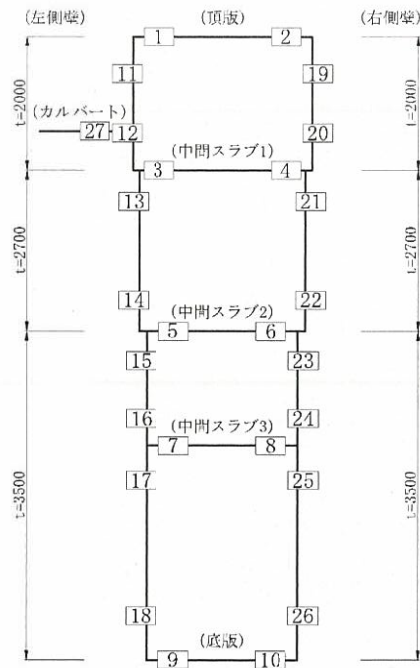 (左側壁) (頂版) (右側壁)
1 2
11 19
t=2000 t=2000
(カルバート)
27 12 20
(中間スラブ1)
3 4
13 21
t=2700 t=2700
14 22
(中間スラブ2)
5 6
15 23
16 24
(中間スラブ3)
7 8
17 25
t=3500 t=3500
18 26
(底版)
9 10